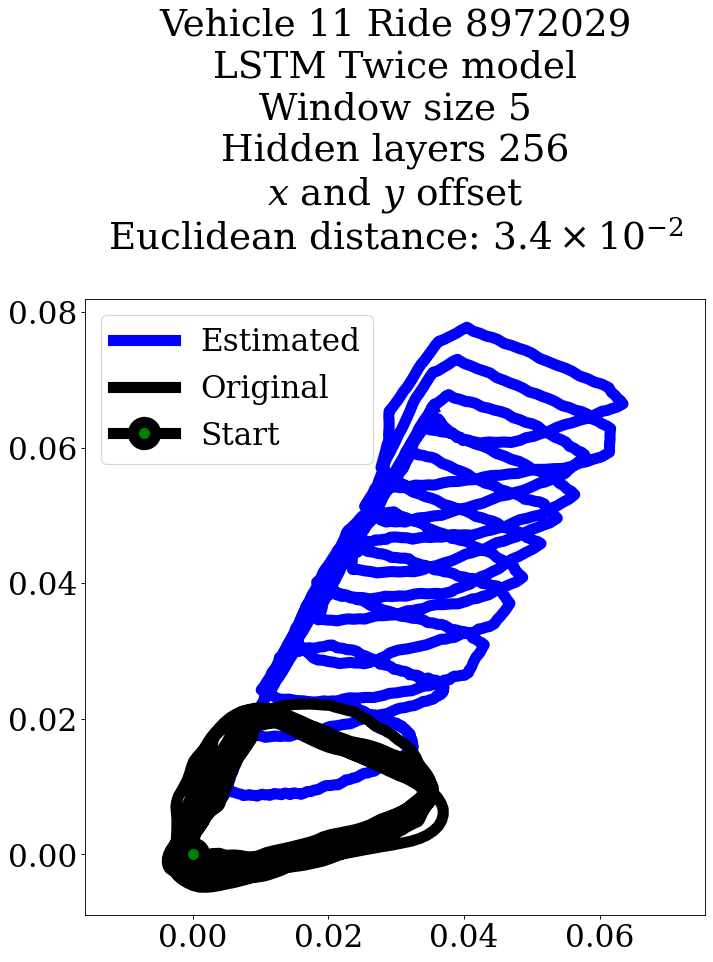 Vehicle 11 Ride 8972029
LSTM Twice model
Window size 5
Hidden layers 256
x and y offset
Euclidean distance: 3.4 × 10⁻²
0.08
0.06
0.04
0.02
0.00
Estimated
Original
Start
0.00 0.02 0.04 0.06